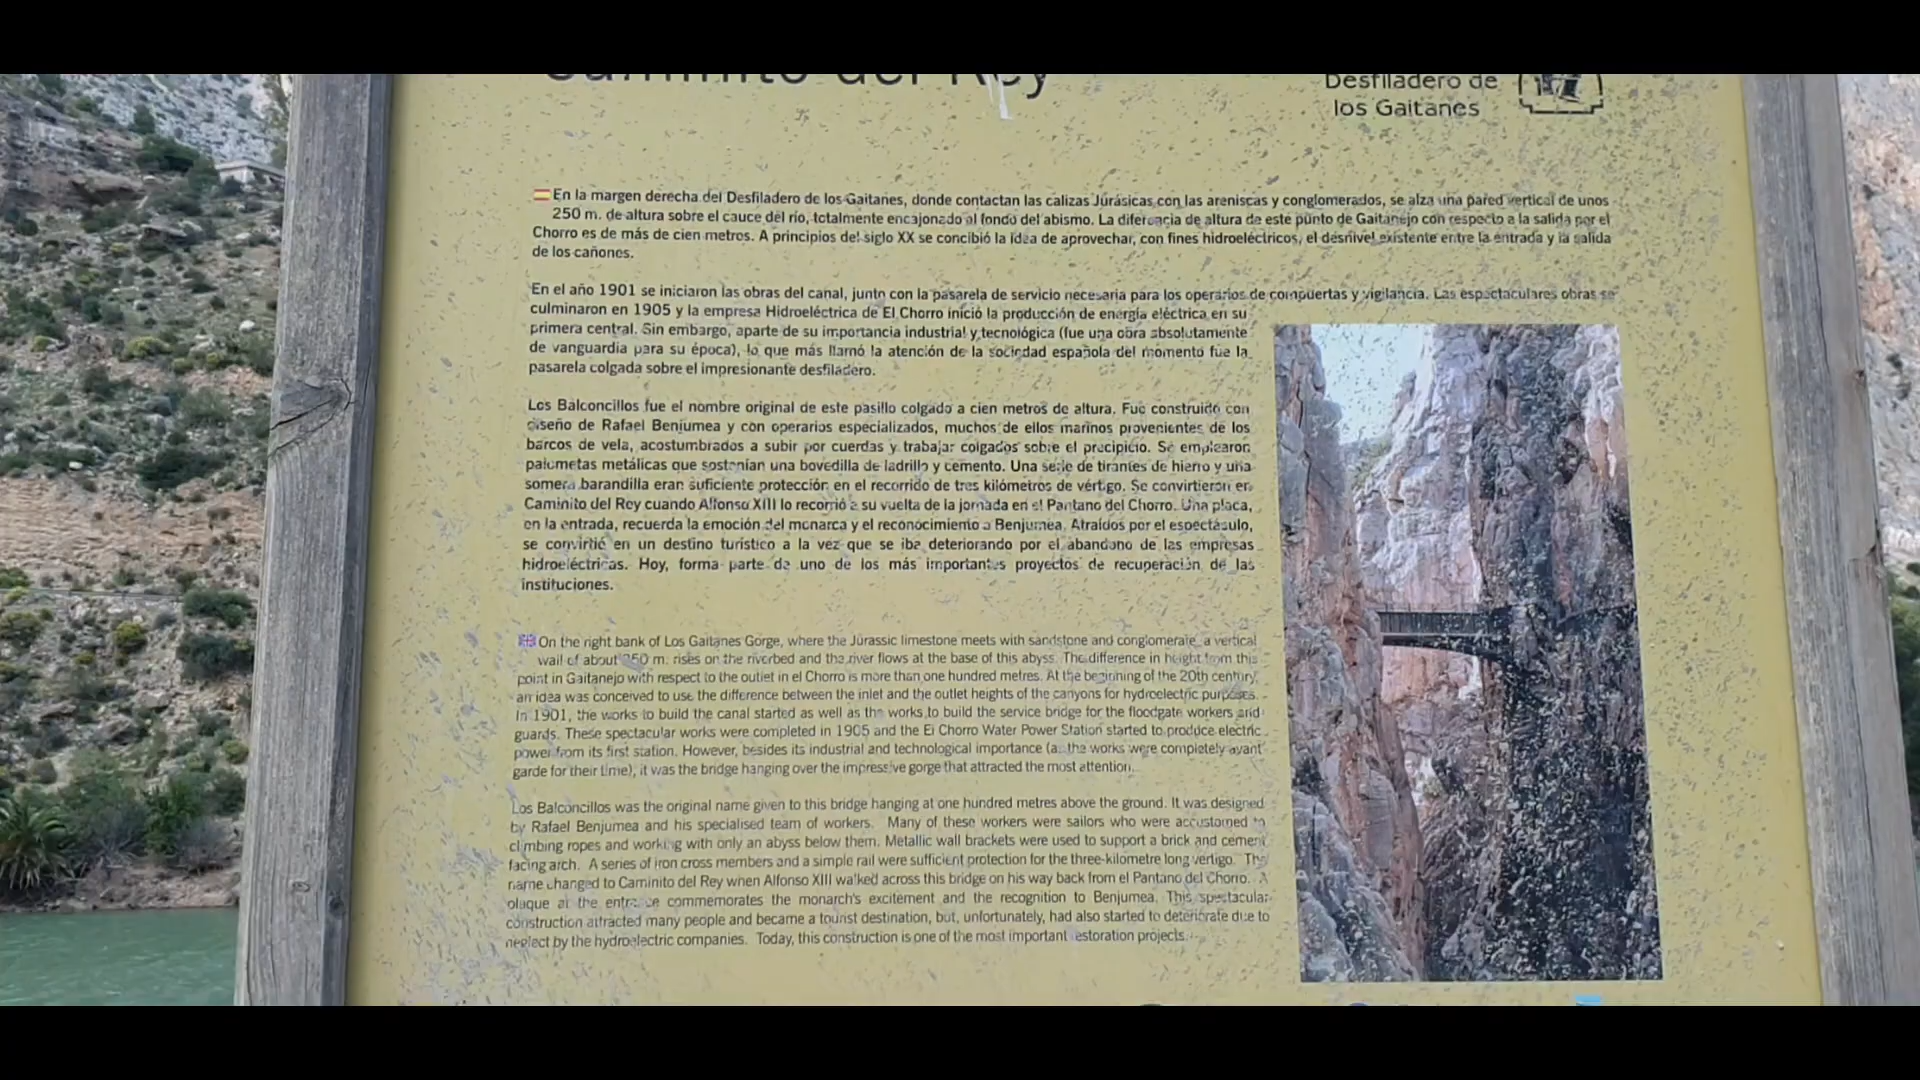 Caminito del Rey
Desfiladero de
los Gaitanes
En la margen derecha del Desfiladero de los Gaitanes, donde contactan las calizas Jurásicas con las areniscas y conglomerados, se alza una pared vertical de unos
250 m. de altura sobre el cauce del río, totalmente encajonado al fondo del abismo. La diferencia de altura de este punto de Gaitanejo con respecto a la salida por el
Chorro es de más de cien metros. A principios del siglo XX se concibió la idea de aprovechar, con fines hidroeléctricos, el desnivel existente entre la entrada y la salida
de los cañones.
En el año 1901 se iniciaron las obras del canal, junto con la pasarela de servicio necesaria para los operarios de compuertas y vigilancia. Las espectaculares obras se
culminaron en 1905 y la empresa Hidroeléctrica de El Chorro inició la producción de energía eléctrica en su
primera central. Sin embargo, aparte de su importancia industrial y tecnológica (fue una obra absolutamente
de vanguardia para su época), lo que más llamó la atención de la sociedad española del momento fue la
pasarela colgada sobre el impresionante desfiladero.
Los Balconcillos fue el nombre original de este pasillo colgado a cien metros de altura. Fue construido con
diseño de Rafael Benjumea y con operarios especializados, muchos de ellos marinos provenientes de los
barcos de vela, acostumbrados a subir por cuerdas y trabajar colgados sobre el precipicio. Se emplearon
palometas metálicas que sostenían una bovedilla de ladrillo y cemento. Una serie de tirantes de hierro y una
somera barandilla eran suficiente protección en el recorrido de tres kilómetros de vértigo. Se convirtieron en
Caminito del Rey cuando Alfonso XIII lo recorrió a su vuelta de la jornada en el Pantano del Chorro. Una placa,
en la entrada, recuerda la emoción del monarca y el reconocimiento a Benjumea. Atraídos por el espectáculo,
se convirtió en un destino turístico a la vez que se iba deteriorando por el abandono de las empresas
hidroeléctricas. Hoy, forma parte de uno de los más importantes proyectos de recuperación de las
instituciones.
On the right bank of Los Gaitanes Gorge, where the Jurassic limestone meets with sandstone and conglomerate, a vertical
wall of about 250 m. rises on the riverbed and the river flows at the base of this abyss. The difference in height from this
point in Gaitanejo with respect to the outlet in el Chorro is more than one hundred metres. At the beginning of the 20th century,
an idea was conceived to use the difference between the inlet and the outlet heights of the canyons for hydroelectric purposes.
In 1901, the works to build the canal started as well as the works to build the service bridge for the floodgate workers and
guards. These spectacular works were completed in 1905 and the El Chorro Water Power Station started to produce electric
power from its first station. However, besides its industrial and technological importance (as the works were completely avant
garde for their time), it was the bridge hanging over the impressive gorge that attracted the most attention.
Los Balconcillos was the original name given to this bridge hanging at one hundred metres above the ground. It was designed
by Rafael Benjumea and his specialised team of workers. Many of these workers were sailors who were accustomed to
climbing ropes and working with only an abyss below them. Metallic wall brackets were used to support a brick and cement
facing arch. A series of iron cross members and a simple rail were sufficient protection for the three-kilometre long vertigo. The
name changed to Caminito del Rey when Alfonso XIII walked across this bridge on his way back from el Pantano del Chorro. A
plaque at the entrance commemorates the monarch's excitement and the recognition to Benjumea. This spectacular
construction attracted many people and became a tourist destination, but, unfortunately, had also started to deteriorate due to
neglect by the hydroelectric companies. Today, this construction is one of the most important restoration projects.